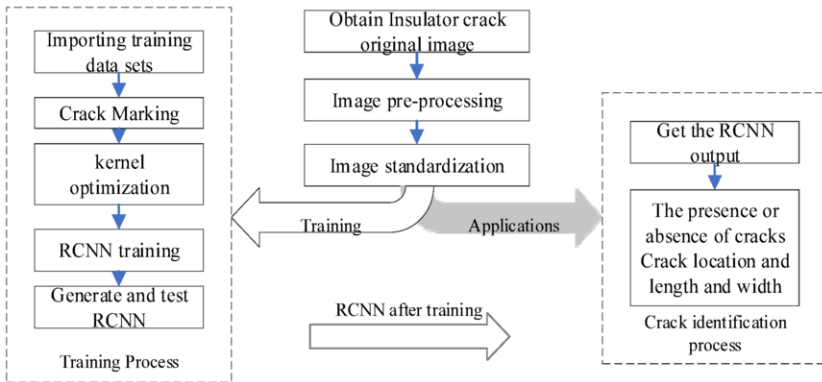 Importing training
data sets
Crack Marking
kernel
optimization
RCNN training
Generate and test
RCNN
Training Process
Obtain Insulator crack
original image
Image pre-processing
Image standardization
Training
Applications
RCNN after training
Get the RCNN
output
The presence or
absence of cracks
Crack location and
length and width
Crack identification
process